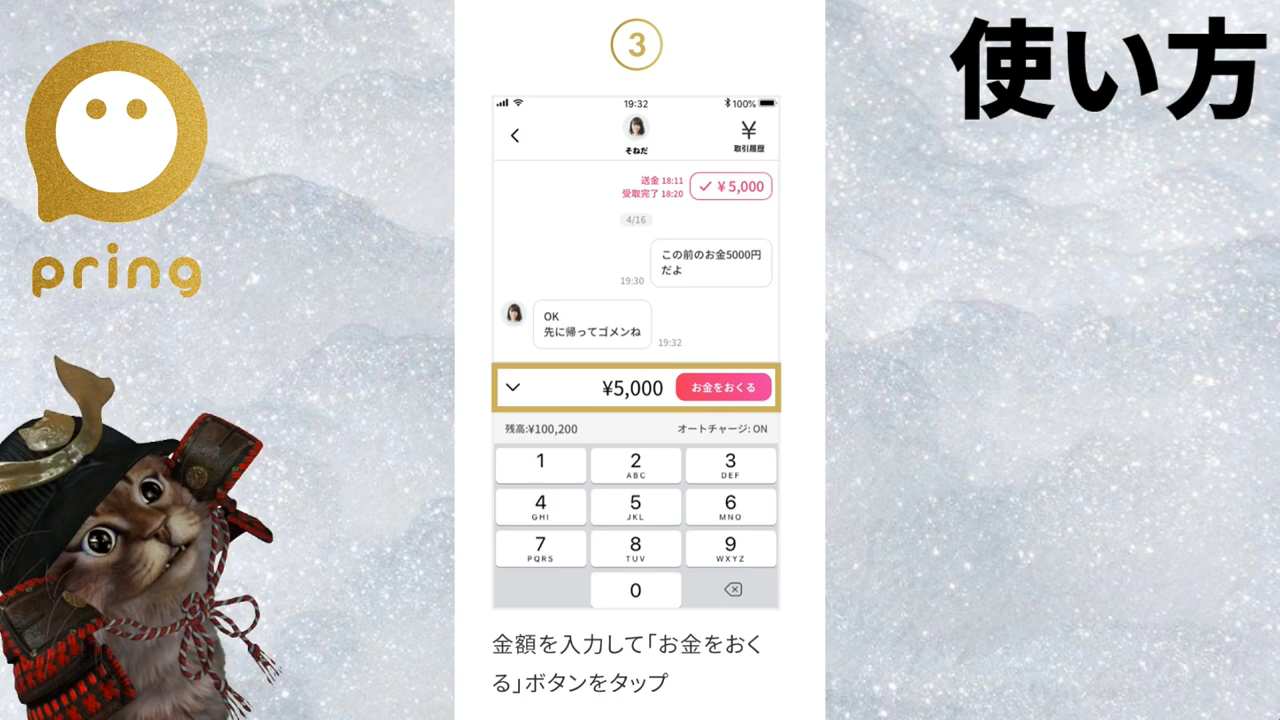 pring
使い方
3
19:32
100%
そねだ
¥
取引履歴
送金 18:11
受取完了 18:20
¥ 5,000
4/16
この前のお金5000円
だよ
19:30
OK
先に帰ってゴメンね
19:32
¥5,000
お金をおくる
残高:¥100,200
オートチャージ: ON
1
2
ABC
3
DEF
4
GHI
5
JKL
6
MNO
7
PQRS
8
TUV
9
WXYZ
0
金額を入力して「お金をおく
る」ボタンをタップ